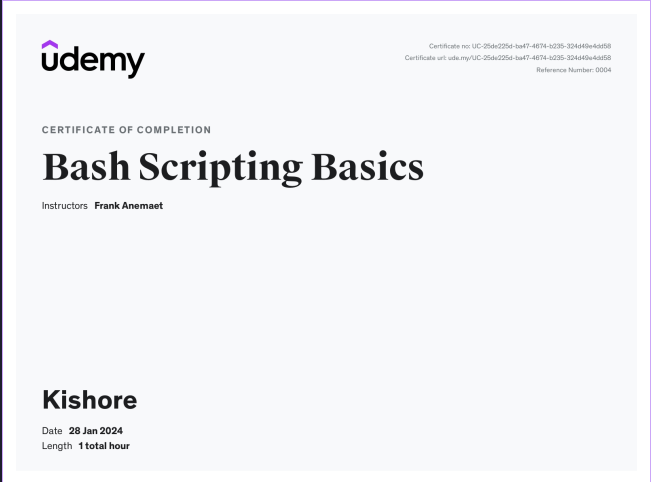 udemy
Certificate no: UC-25de225d-ba47-4674-b235-324d49e4dd58
Certificate url: ude.my/UC-25de225d-ba47-4674-b235-324d49e4dd58
Reference Number: 0004
CERTIFICATE OF COMPLETION
Bash Scripting Basics
Instructors Frank Anemaet
Kishore
Date 28 Jan 2024
Length 1 total hour